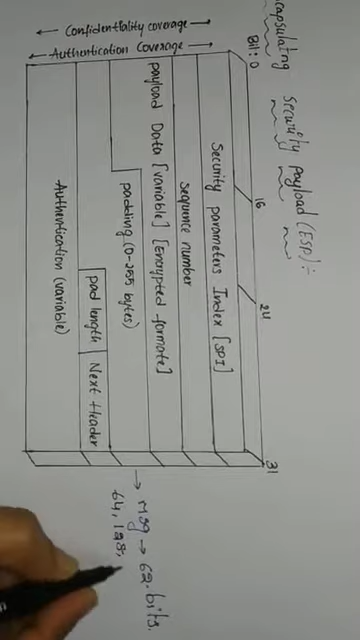 capsulating Security Payload (ESP):-
Bit: 0 16 24 31
Security parameters Index [SPI]
sequence number
payload Data [variable] [Encrypted formate]
padding (0-255 bytes)
pad length Next Header
Authentication (variable)
Authentication Coverage
Confidentiality coverage
→ Msg → 62.bits.
64, 128,